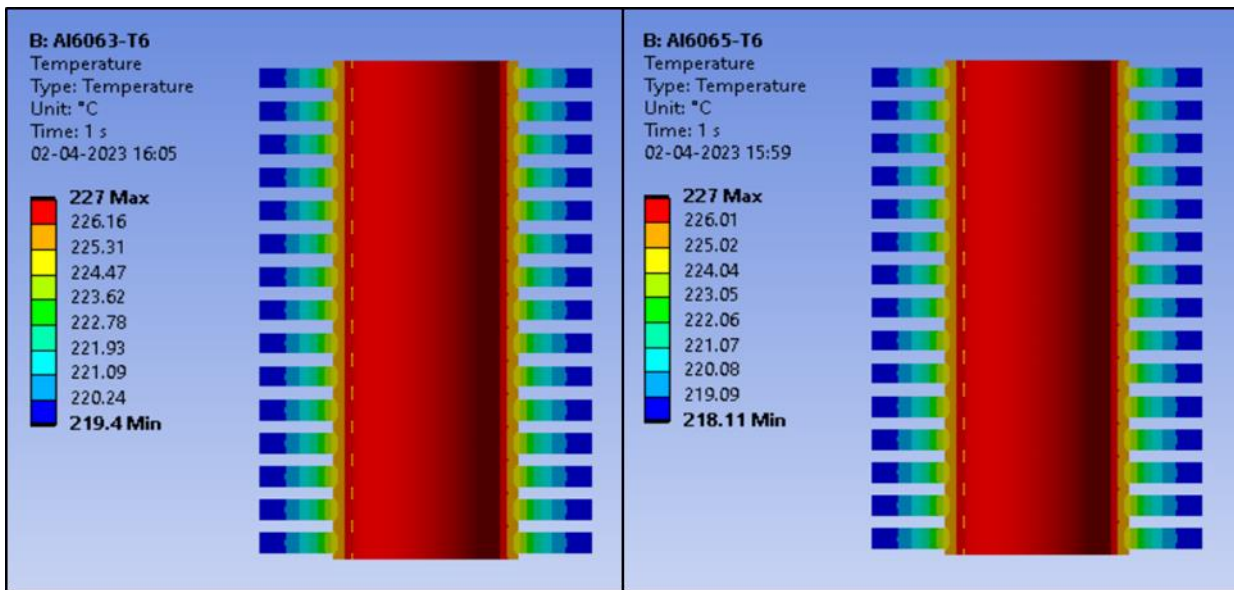 B: Al6063-T6
Temperature
Type: Temperature
Unit: °C
Time: 1 s
02-04-2023 16:05
227 Max
226.16
225.31
224.47
223.62
222.78
221.93
221.09
220.24
219.4 Min
B: Al6065-T6
Temperature
Type: Temperature
Unit: °C
Time: 1 s
02-04-2023 15:59
227 Max
226.01
225.02
224.04
223.05
222.06
221.07
220.08
219.09
218.11 Min